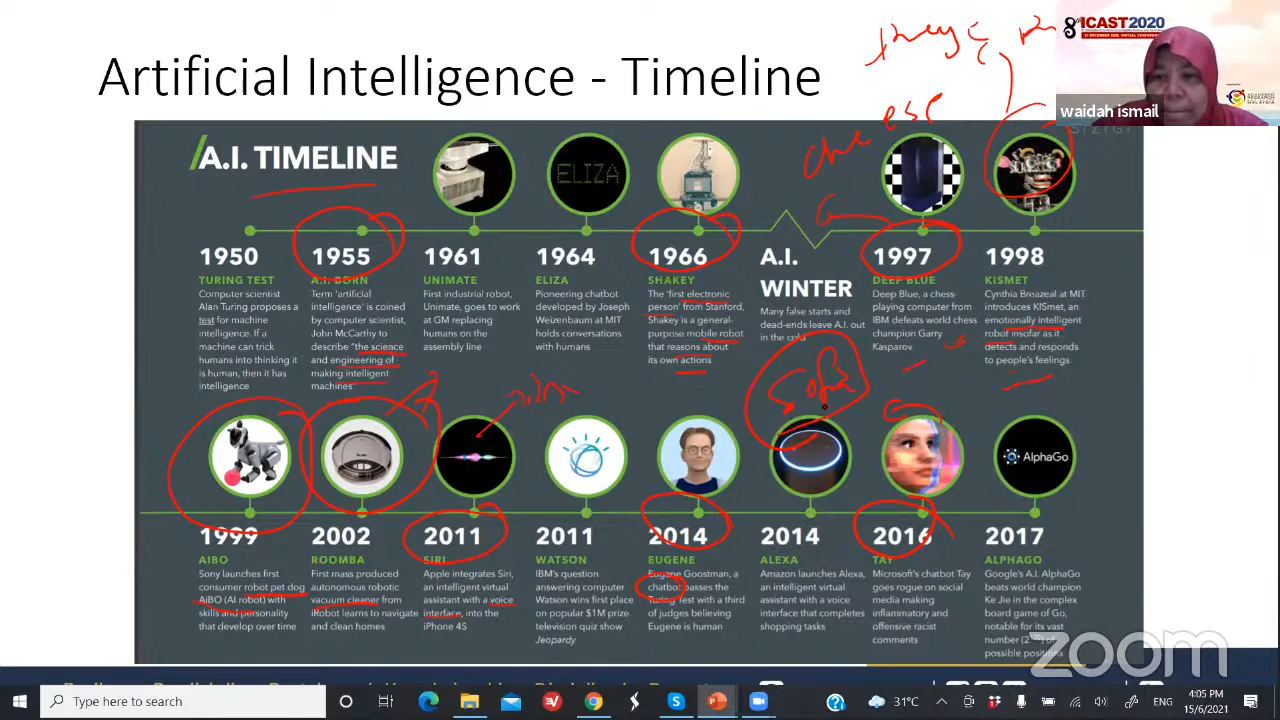 Artificial Intelligence - Timeline
8th ICAST2020
21 DECEMBER 2020, VIRTUAL CONFERENCE
waidah ismail
A.I. TIMELINE
ELIZA
1950
TURING TEST
Computer scientist
Alan Turing proposes a
test for machine
intelligence. If a
machine can trick
humans into thinking it
is human, then it has
intelligence
1955
A.I. BORN
Term 'artificial
intelligence' is coined
by computer scientist,
John McCarthy to
describe "the science
and engineering of
making intelligent
machines"
1961
UNIMATE
First industrial robot,
Unimate, goes to work
at GM replacing
humans on the
assembly line
1964
ELIZA
Pioneering chatbot
developed by Joseph
Weizenbaum at MIT
holds conversations
with humans
1966
SHAKEY
The 'first electronic
person' from Stanford,
Shakey is a general-
purpose mobile robot
that reasons about
its own actions
A.I.
WINTER
Many false starts and
dead-ends leave A.I. out
in the cold
1997
DEEP BLUE
Deep Blue, a chess-
playing computer from
IBM defeats world chess
champion Garry
Kasparov
1998
KISMET
Cynthia Breazeal at MIT
introduces KISmet, an
emotionally intelligent
robot insofar as it
detects and responds
to people's feelings
AlphaGo
1999
AIBO
Sony launches first
consumer robot pet dog
AiBO (AI robot) with
skills and personality
that develop over time
2002
ROOMBA
First mass produced
autonomous robotic
vacuum cleaner from
iRobot learns to navigate
and clean homes
2011
SIRI
Apple integrates Siri,
an intelligent virtual
assistant with a voice
interface, into the
iPhone 4S
2011
WATSON
IBM's question
answering computer
Watson wins first place
on popular $1M prize
television quiz show
Jeopardy
2014
EUGENE
Eugene Goostman, a
chatbot passes the
Turing Test with a third
of judges believing
Eugene is human
2014
ALEXA
Amazon launches Alexa,
an intelligent virtual
assistant with a voice
interface that completes
shopping tasks
2016
TAY
Microsoft's chatbot Tay
goes rogue on social
media making
inflammatory and
offensive racist
comments
2017
ALPHAGO
Google's A.I. AlphaGo
beats world champion
Ke Jie in the complex
board game of Go,
notable for its vast
number of
possible positions
zoom
Type here to search
31°C
ENG
4:05 PM
15/6/2021